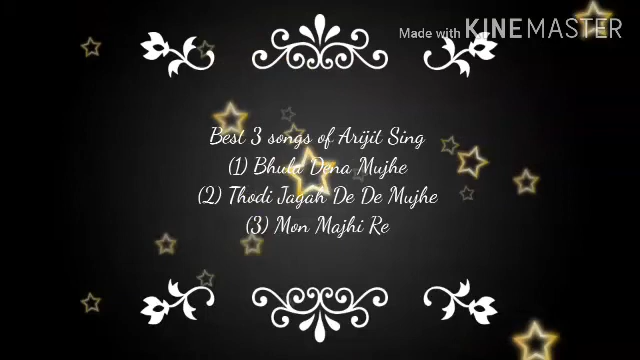 Made with KINEMASTER
Best 3 songs of Arijit Sing
(1) Bhula Dena Mujhe
(2) Thodi Jagah De De Mujhe
(3) Mon Majhi Re